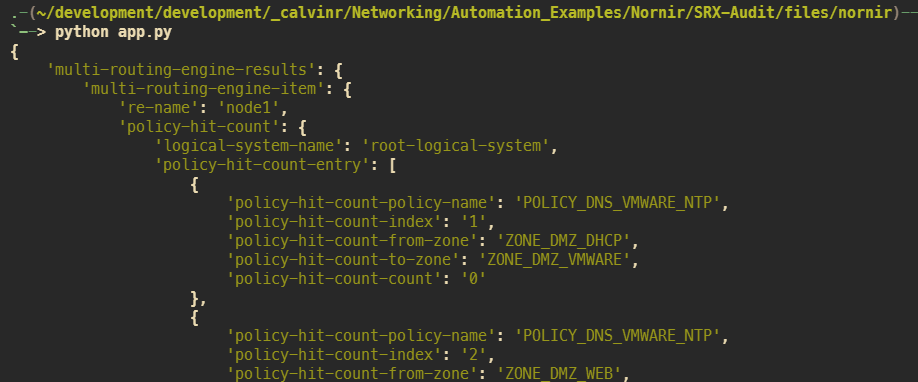 .-(~/development/development/_calvinr/Networking/Automation_Examples/Nornir/SRX-Audit/files/nornir)--
`--> python app.py
{
    'multi-routing-engine-results': {
        'multi-routing-engine-item': {
            're-name': 'node1',
            'policy-hit-count': {
                'logical-system-name': 'root-logical-system',
                'policy-hit-count-entry': [
                    {
                        'policy-hit-count-policy-name': 'POLICY_DNS_VMWARE_NTP',
                        'policy-hit-count-index': '1',
                        'policy-hit-count-from-zone': 'ZONE_DMZ_DHCP',
                        'policy-hit-count-to-zone': 'ZONE_DMZ_VMWARE',
                        'policy-hit-count-count': '0'
                    },
                    {
                        'policy-hit-count-policy-name': 'POLICY_DNS_VMWARE_NTP',
                        'policy-hit-count-index': '2',
                        'policy-hit-count-from-zone': 'ZONE_DMZ_WEB',